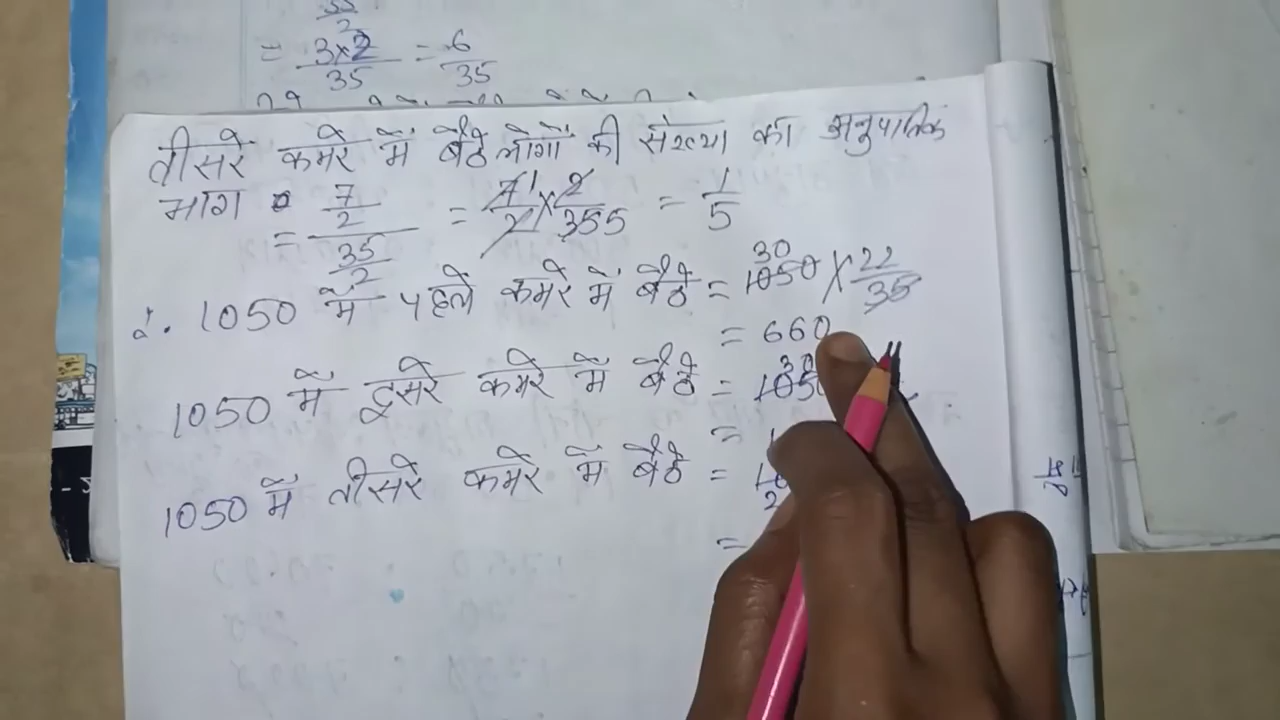 = 3×2/35 = 6/35
तीसरे कमरे में बैठे लोगों की संख्या का अनुपातिक
भाग = 7/2 / 35/2 = 7/2 × 2/35 = 1/5
∴ 1050 में पहले कमरे में बैठे = 1050 × 22/35
= 660
1050 में दूसरे कमरे में बैठे = 1050
=
1050 में तीसरे कमरे में बैठे =
=